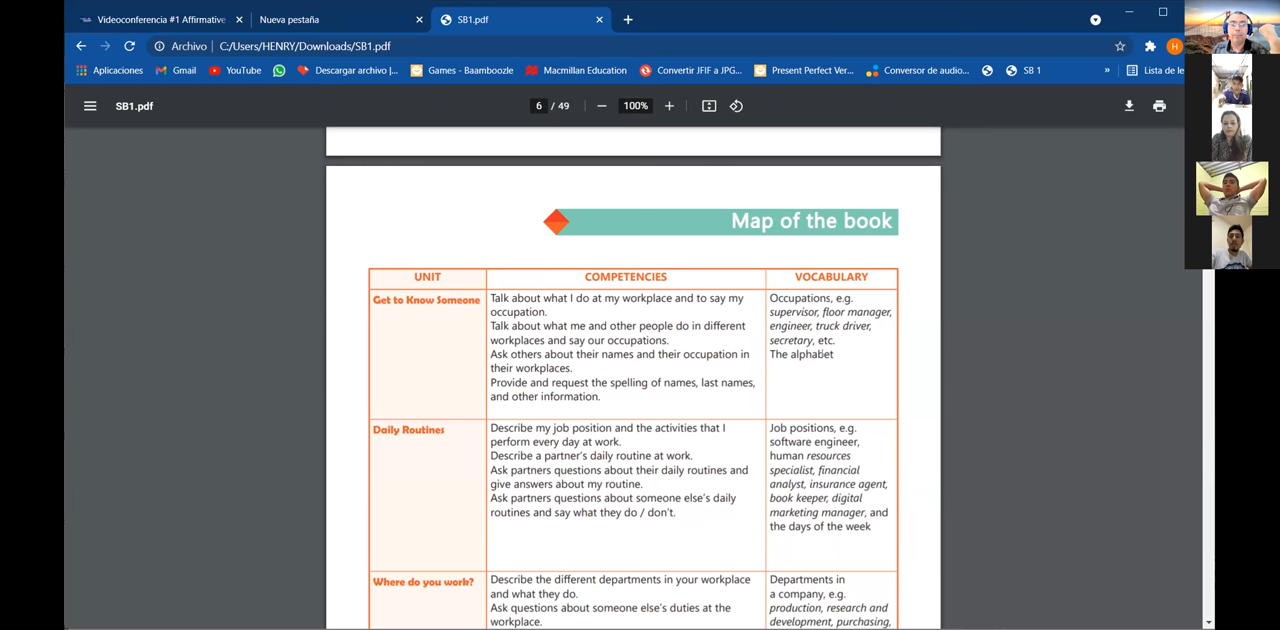 Videoconferencia #1 Affirmative
Nueva pestaña
SB1.pdf
Archivo C:/Users/HENRY/Downloads/SB1.pdf
H
Aplicaciones
Gmail
YouTube
Descargar archivo |...
Games - Baamboozle
Macmillan Education
Convertir JFIF a JPG...
Present Perfect Ver...
Conversor de audio...
SB 1
»
Lista de le
SB1.pdf
6 / 49
100%
Map of the book
UNIT
COMPETENCIES
VOCABULARY
Get to Know Someone
Talk about what I do at my workplace and to say my
occupation.
Talk about what me and other people do in different
workplaces and say our occupations.
Ask others about their names and their occupation in
their workplaces.
Provide and request the spelling of names, last names,
and other information.
Occupations, e.g.
supervisor, floor manager,
engineer, truck driver,
secretary, etc.
The alphabet
Daily Routines
Describe my job position and the activities that I
perform every day at work.
Describe a partner's daily routine at work.
Ask partners questions about their daily routines and
give answers about my routine.
Ask partners questions about someone else's daily
routines and say what they do / don't.
Job positions, e.g.
software engineer,
human resources
specialist, financial
analyst, insurance agent,
book keeper, digital
marketing manager, and
the days of the week
Where do you work?
Describe the different departments in your workplace
and what they do.
Ask questions about someone else's duties at the
workplace.
Departments in
a company, e.g.
production, research and
development, purchasing,